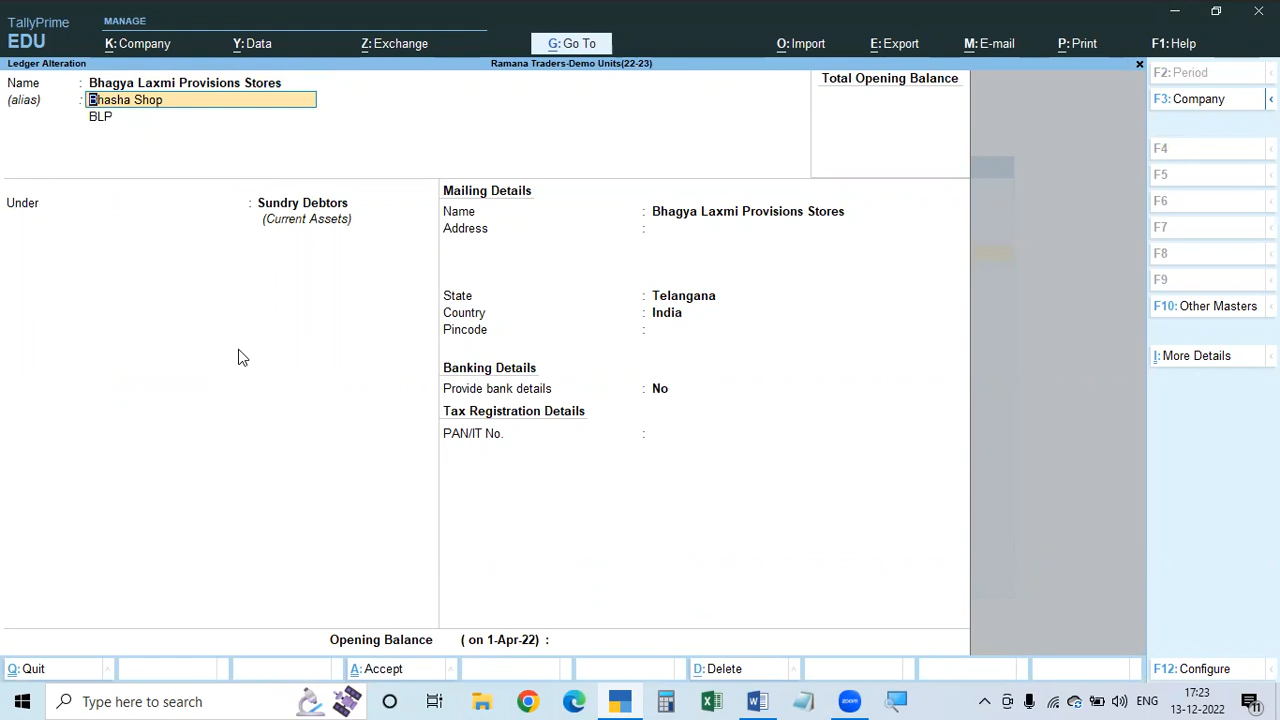 TallyPrime
EDU
MANAGE
K: Company
Y: Data
Z: Exchange
G: Go To
O: Import
E: Export
M: E-mail
P: Print
F1: Help
Ledger Alteration
Ramana Traders-Demo Units(22-23)
Name : Bhagya Laxmi Provisions Stores
(alias) : Bhasha Shop
BLP
Total Opening Balance
Under : Sundry Debtors
(Current Assets)
Mailing Details
Name : Bhagya Laxmi Provisions Stores
Address :
State : Telangana
Country : India
Pincode :
Banking Details
Provide bank details : No
Tax Registration Details
PAN/IT No. :
Opening Balance ( on 1-Apr-22) :
F2: Period
F3: Company
F4
F5
F6
F7
F8
F9
F10: Other Masters
I: More Details
Q: Quit
A: Accept
D: Delete
F12: Configure
Type here to search
zoom
ENG
17:23
13-12-2022
11